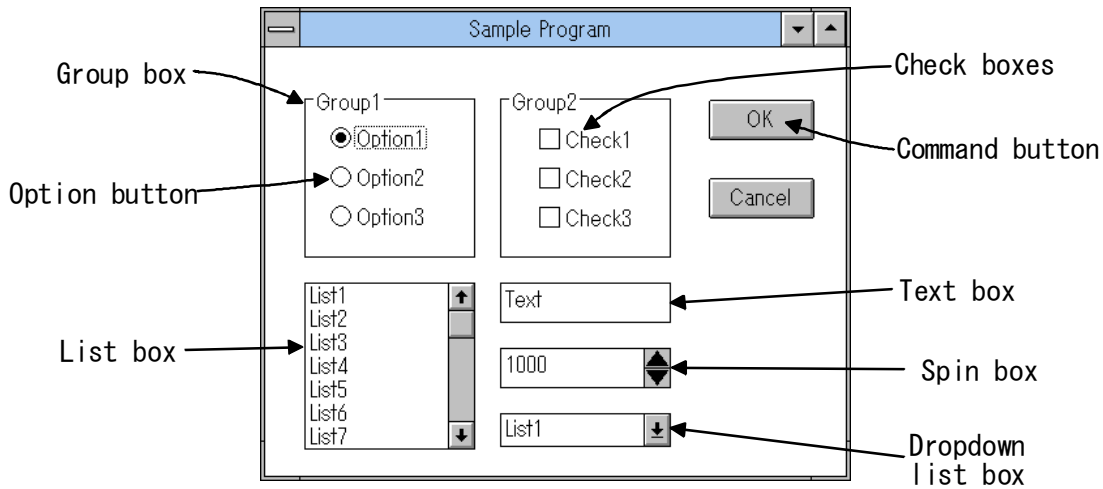 Sample Program
Group box
Check boxes
Group1
Group2
Option1
Check1
OK
Command button
Option button
Option2
Check2
Cancel
Option3
Check3
List1
List2
List3
List4
List5
List6
List7
Text
Text box
List box
1000
Spin box
List1
Dropdown
list box